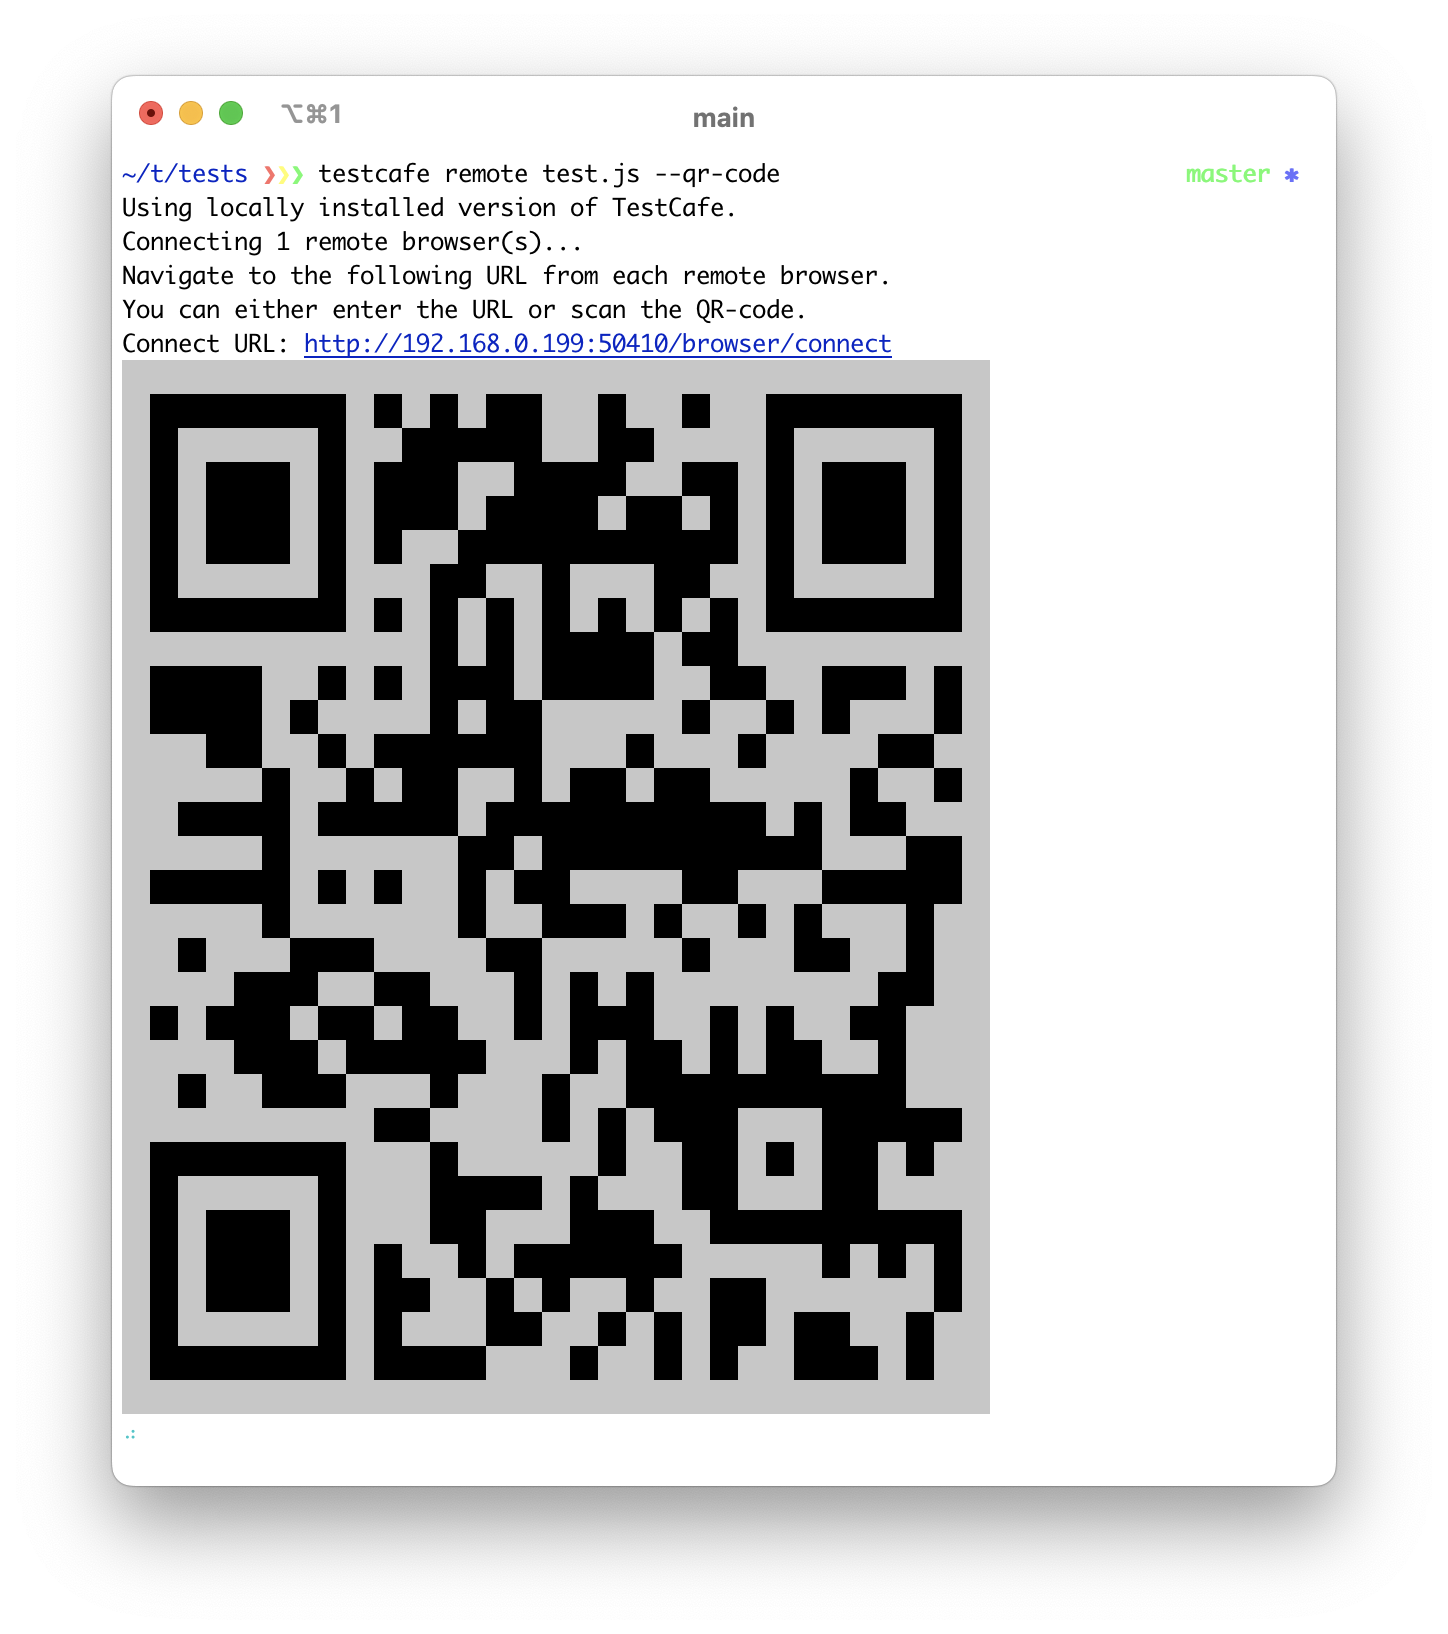 ⌥⌘1
main
~/t/tests ❯❯❯ testcafe remote test.js --qr-code master ✱
Using locally installed version of TestCafe.
Connecting 1 remote browser(s)...
Navigate to the following URL from each remote browser.
You can either enter the URL or scan the QR-code.
Connect URL: http://192.168.0.199:50410/browser/connect